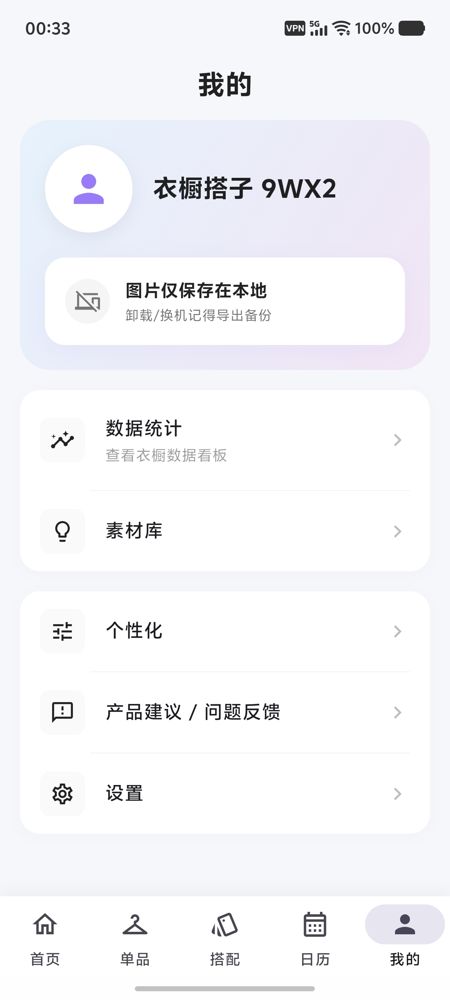 00:33
VPN 5G 100%
我的
衣橱搭子 9WX2
图片仅保存在本地
卸载/换机记得导出备份
数据统计
查看衣橱数据看板
素材库
个性化
产品建议 / 问题反馈
设置
首页 单品 搭配 日历 我的